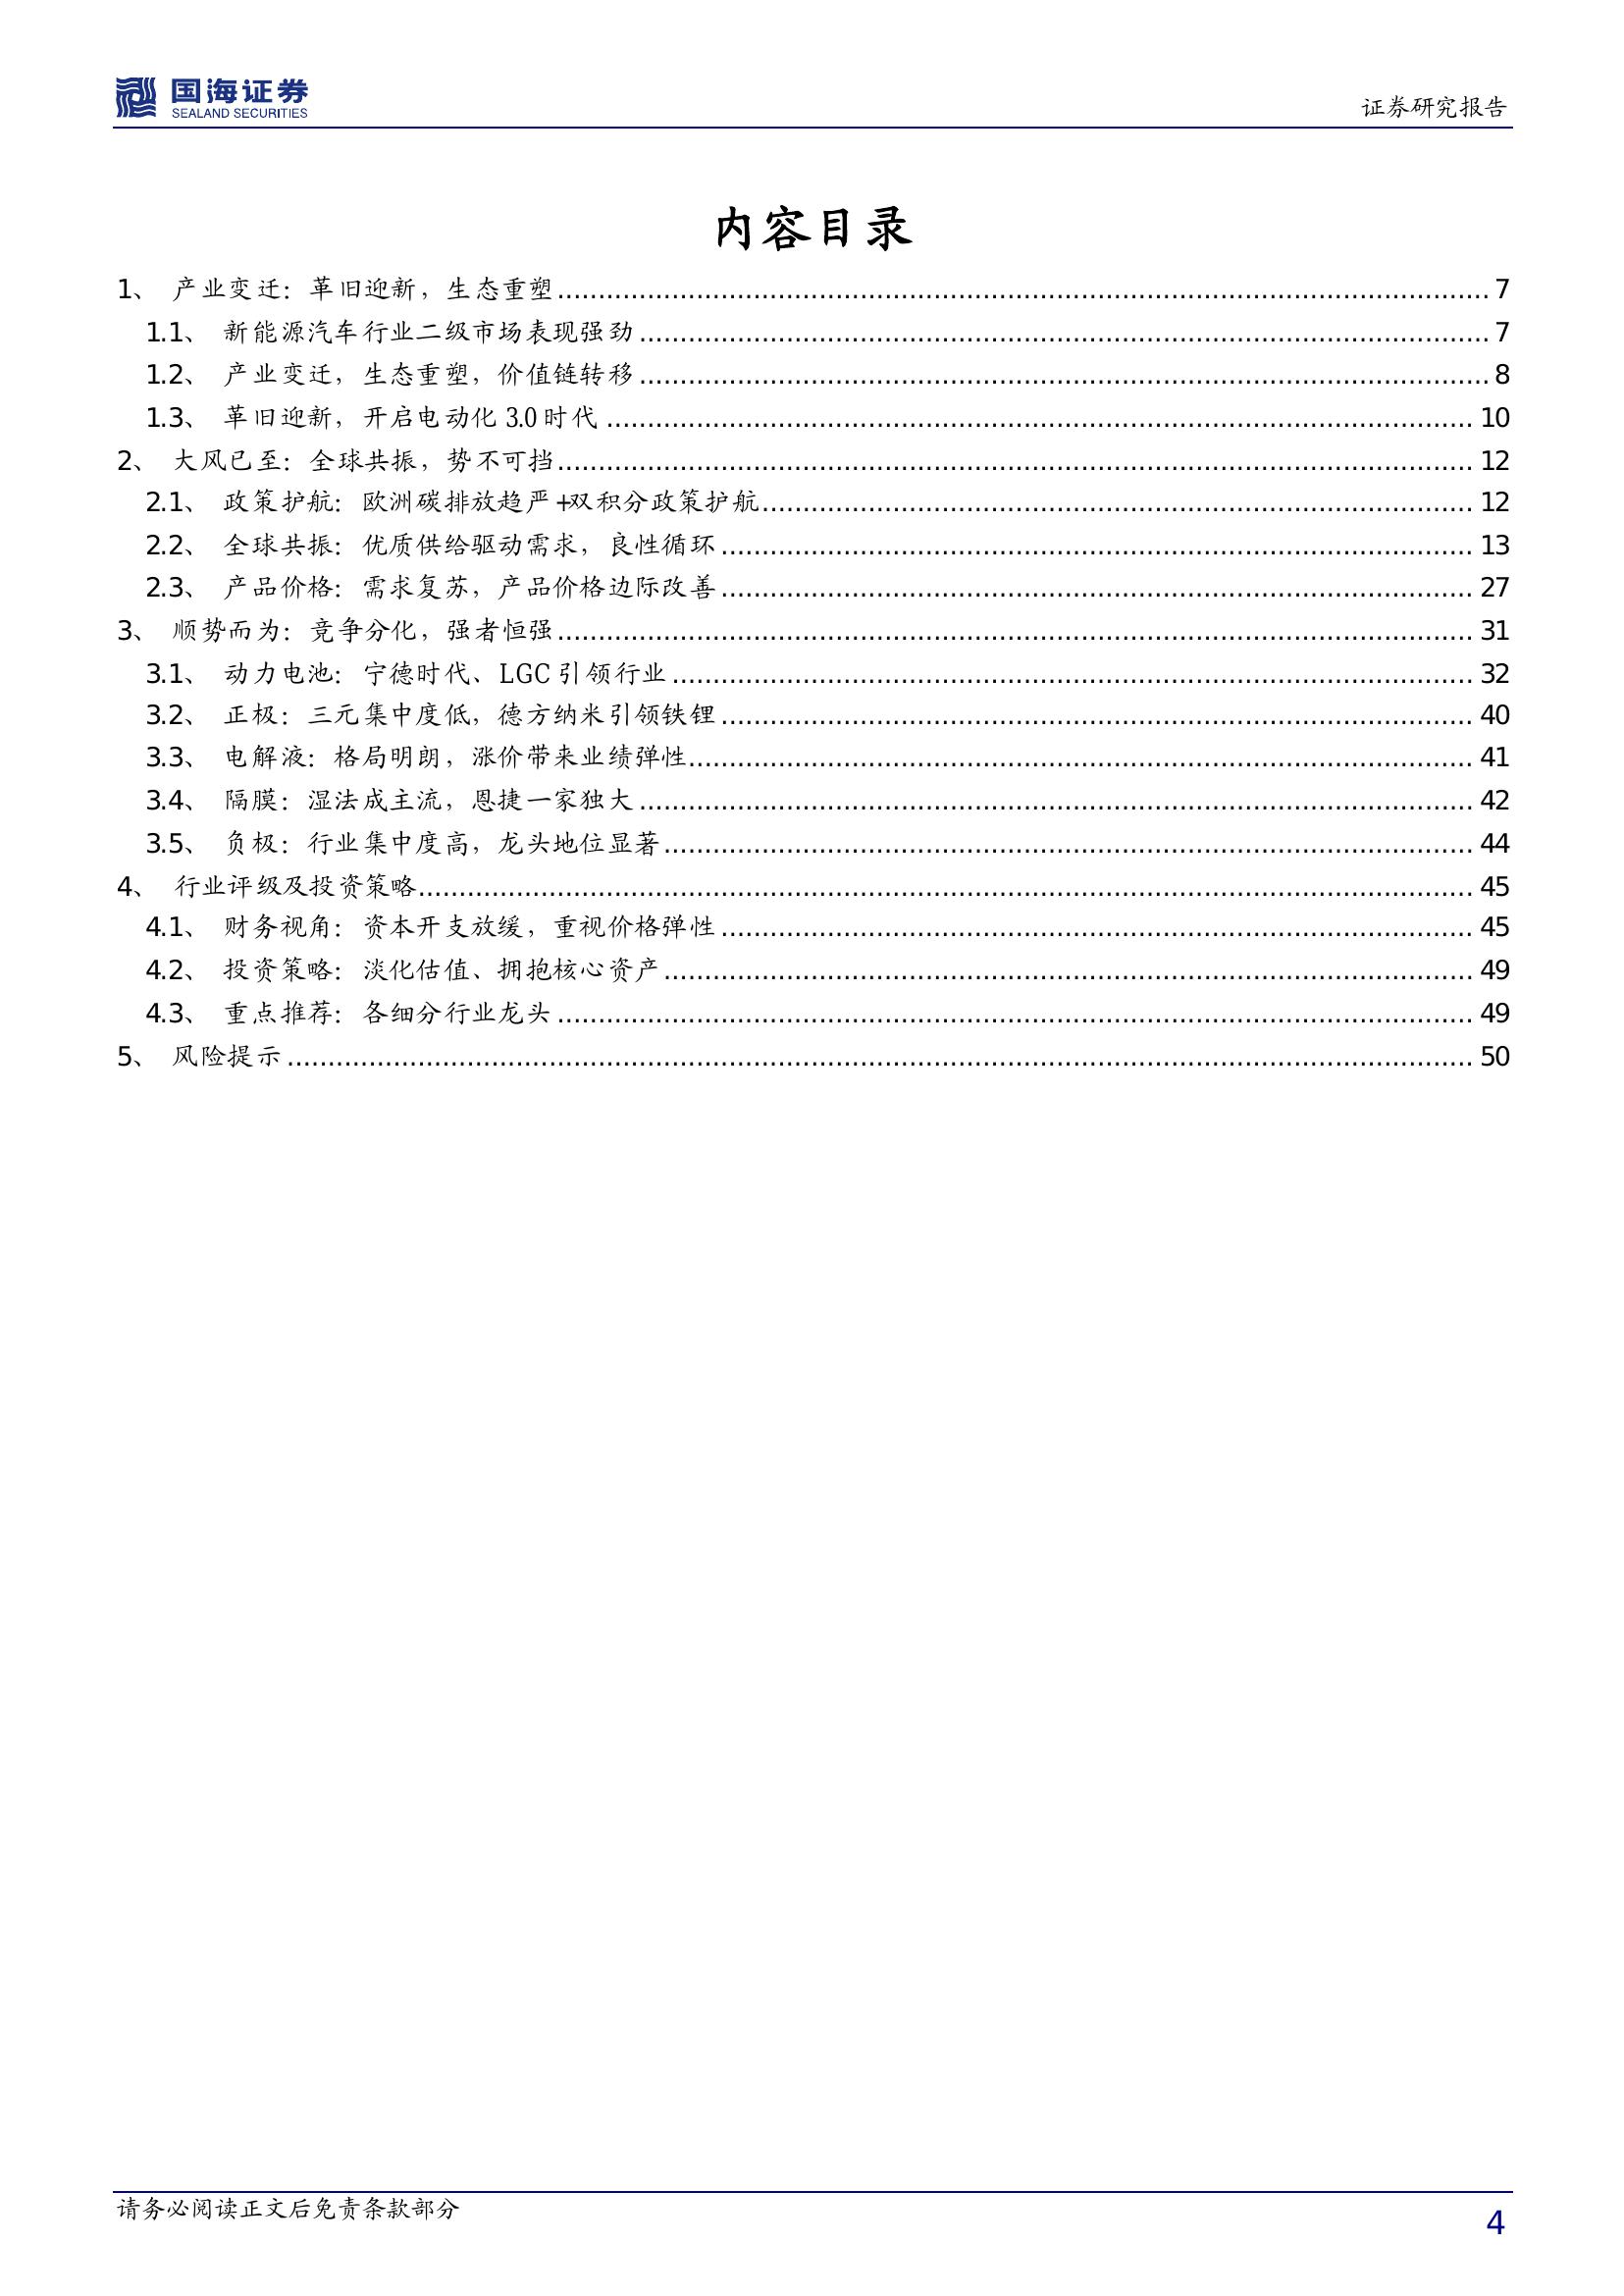 国海证券
SEALAND SECURITIES
证券研究报告
内容目录
1、 产业变迁：革旧迎新，生态重塑 7
1.1、 新能源汽车行业二级市场表现强劲 7
1.2、 产业变迁，生态重塑，价值链转移 8
1.3、 革旧迎新，开启电动化 3.0 时代 10
2、 大风已至：全球共振，势不可挡 12
2.1、 政策护航：欧洲碳排放趋严+双积分政策护航 12
2.2、 全球共振：优质供给驱动需求，良性循环 13
2.3、 产品价格：需求复苏，产品价格边际改善 27
3、 顺势而为：竞争分化，强者恒强 31
3.1、 动力电池：宁德时代、LGC 引领行业 32
3.2、 正极：三元集中度低，德方纳米引领铁锂 40
3.3、 电解液：格局明朗，涨价带来业绩弹性 41
3.4、 隔膜：湿法成主流，恩捷一家独大 42
3.5、 负极：行业集中度高，龙头地位显著 44
4、 行业评级及投资策略 45
4.1、 财务视角：资本开支放缓，重视价格弹性 45
4.2、 投资策略：淡化估值、拥抱核心资产 49
4.3、 重点推荐：各细分行业龙头 49
5、 风险提示 50
请务必阅读正文后免责条款部分
4